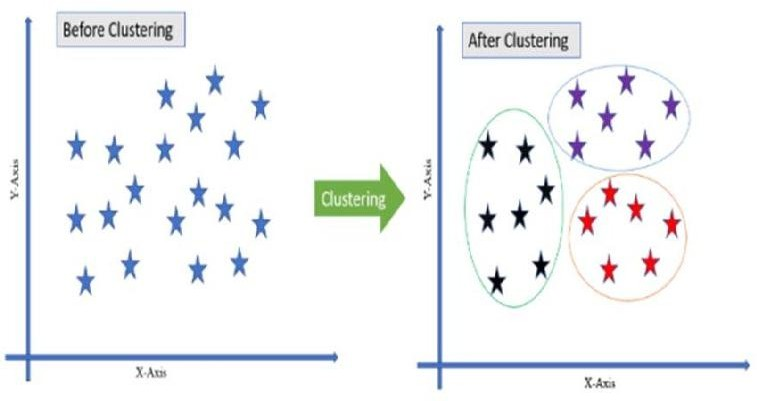 Before Clustering
Y-Axis
X-Axis
Clustering
After Clustering
Y-Axis
X-Axis